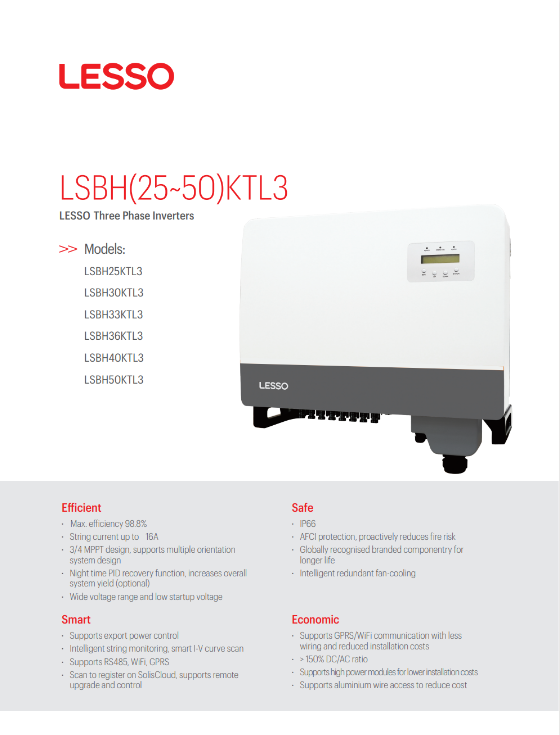 LESSO
LSBH(25~50)KTL3
LESSO Three Phase Inverters
>> Models:
LSBH25KTL3
LSBH30KTL3
LSBH33KTL3
LSBH36KTL3
LSBH40KTL3
LSBH50KTL3
LESSO
Efficient
· Max. efficiency 98.8%
· String current up to 16A
· 3/4 MPPT design, supports multiple orientation
system design
· Night time PID recovery function, increases overall
system yield (optional)
· Wide voltage range and low startup voltage
Smart
· Supports export power control
· Intelligent string monitoring, smart I-V curve scan
· Supports RS485, WiFi, GPRS
· Scan to register on SolisCloud, supports remote
upgrade and control
Safe
· IP66
· AFCI protection, proactively reduces fire risk
· Globally recognised branded componentry for
longer life
· Intelligent redundant fan-cooling
Economic
· Supports GPRS/WiFi communication with less
wiring and reduced installation costs
· > 150% DC/AC ratio
· Supports high power modules for lower installation costs
· Supports aluminium wire access to reduce cost